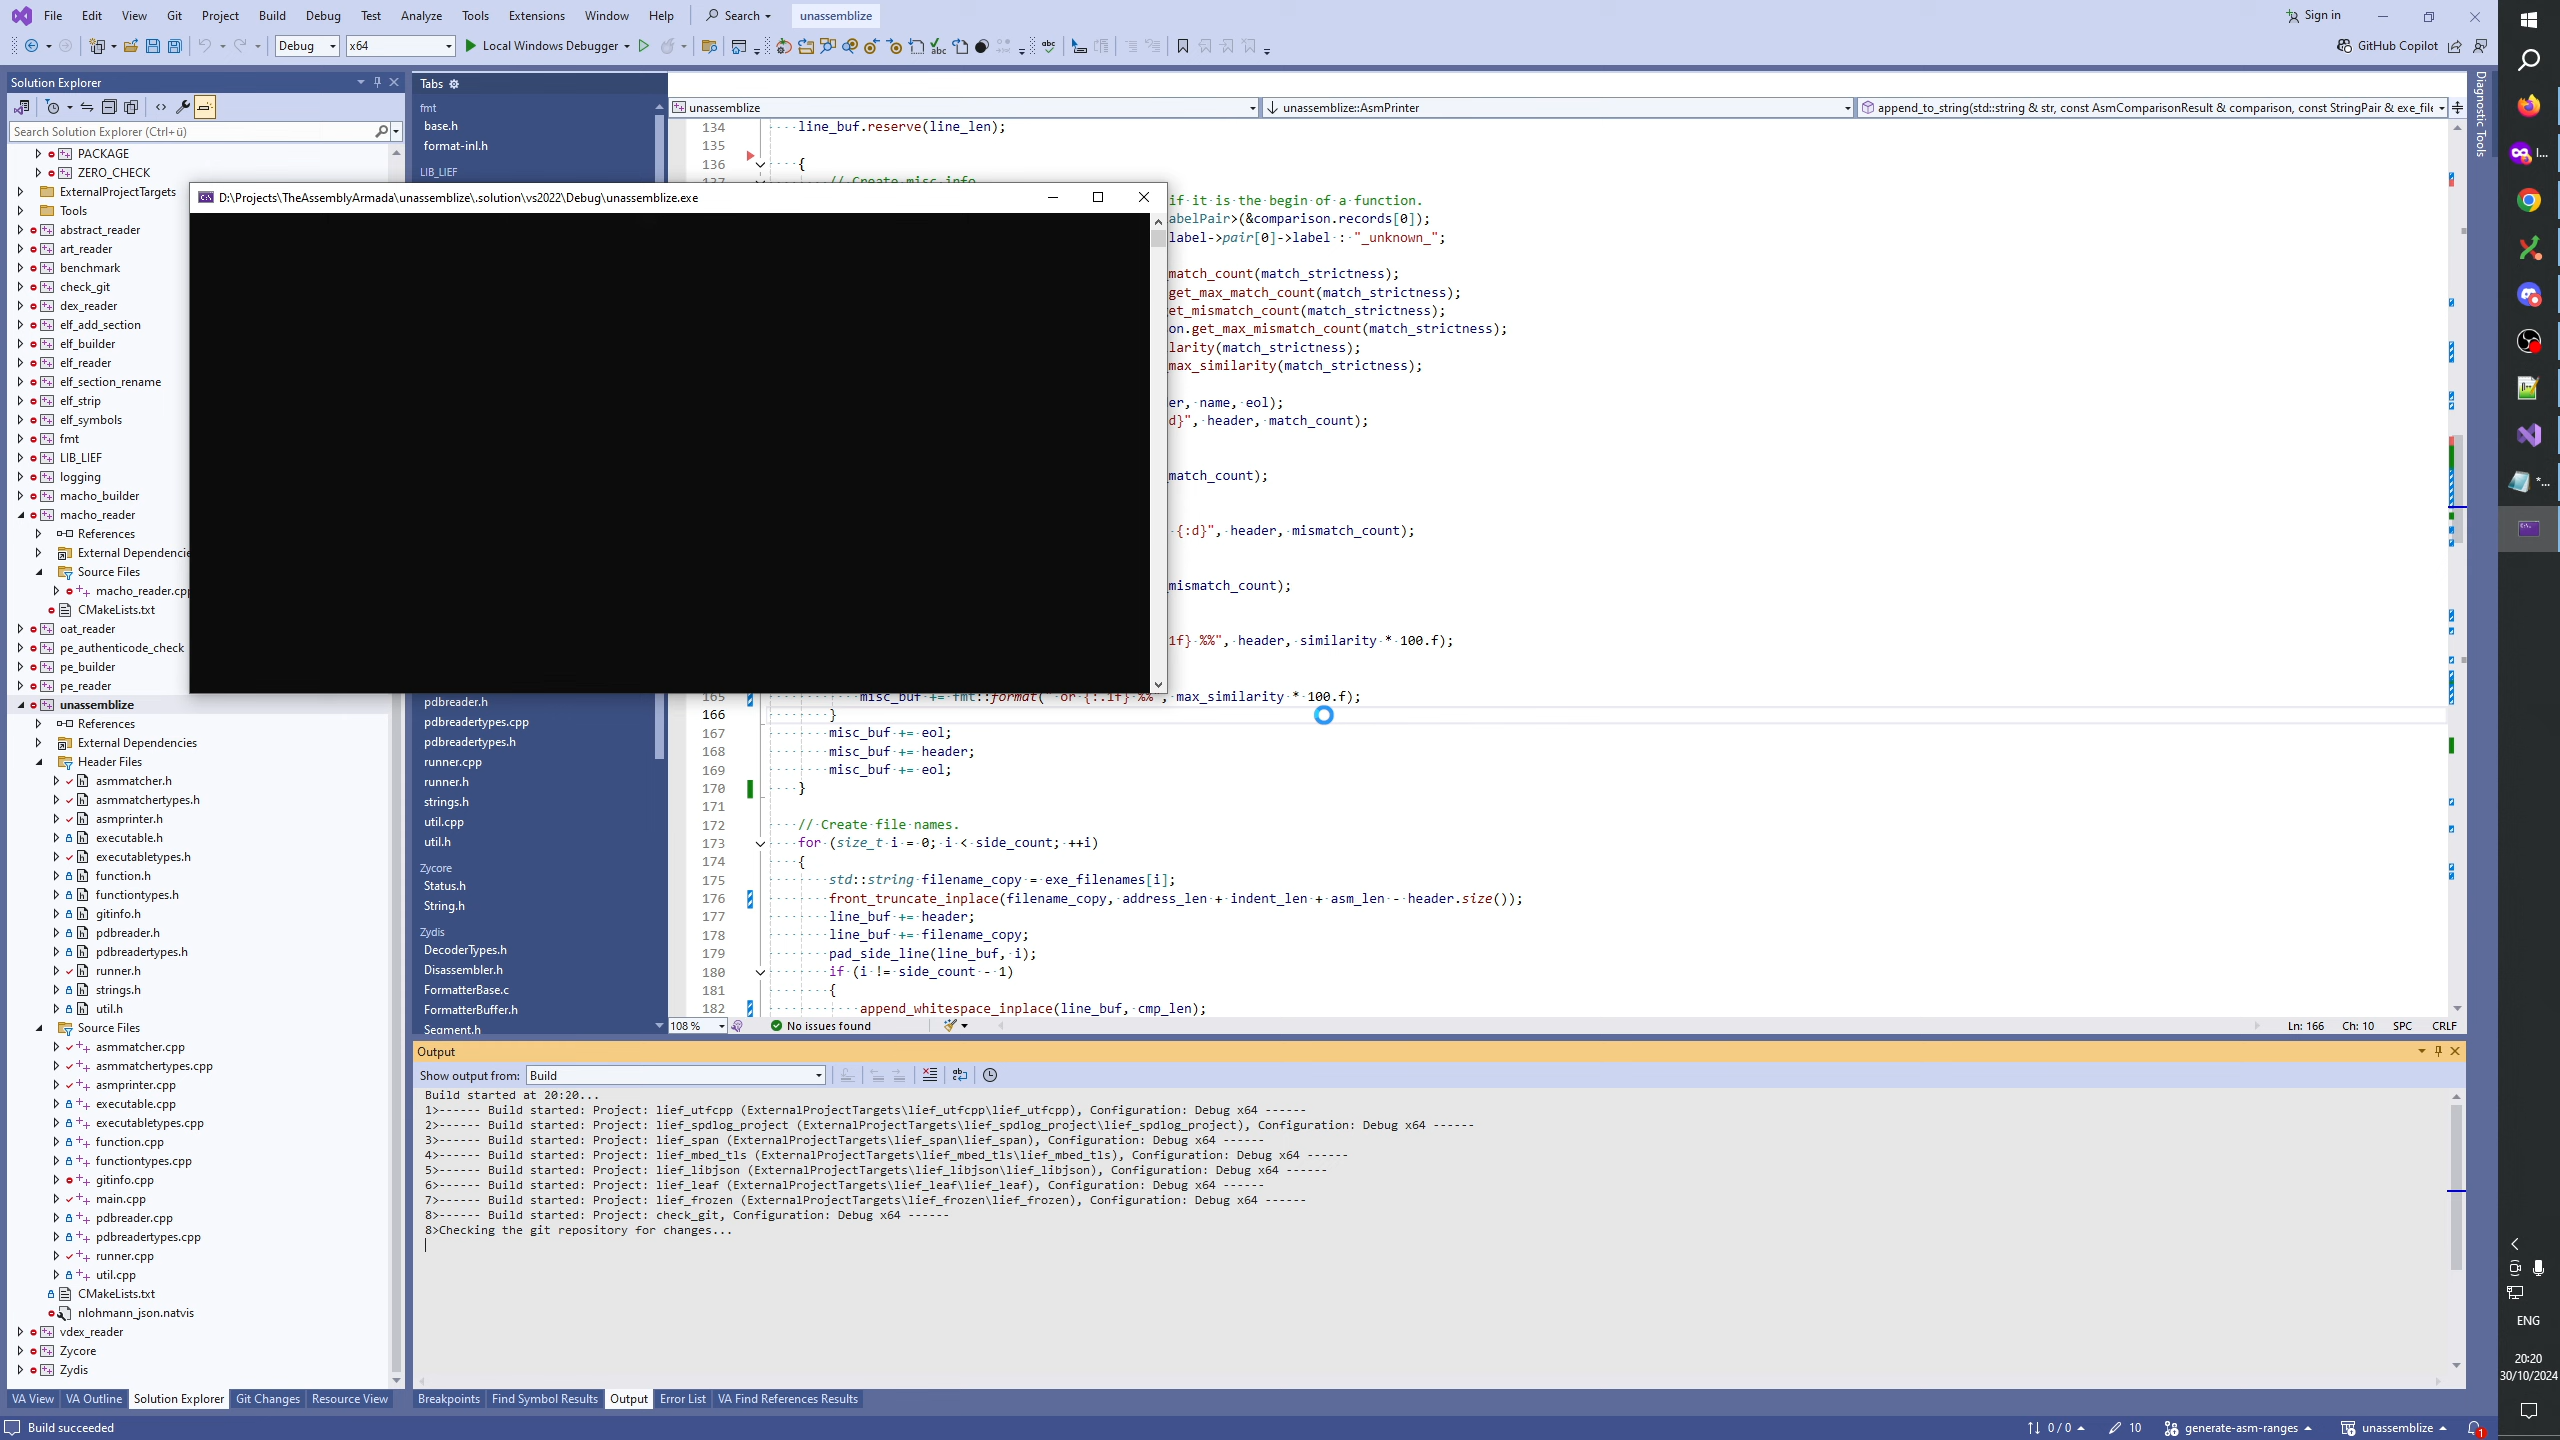 File Edit View Git Project Build Debug Test Analyze Tools Extensions Window Help Search unassemblize Sign in
Debug x64 Local Windows Debugger GitHub Copilot
Solution Explorer
Search Solution Explorer (Ctrl+ü)
PACKAGE
ZERO_CHECK
ExternalProjectTargets
Tools
abstract_reader
art_reader
benchmark
check_git
dex_reader
elf_add_section
elf_builder
elf_reader
elf_section_rename
elf_strip
elf_symbols
fmt
LIB_LIEF
logging
macho_builder
macho_reader
References
External Dependencie
Source Files
macho_reader.cpp
CMakeLists.txt
oat_reader
pe_authenticode_check
pe_builder
pe_reader
unassemblize
References
External Dependencies
Header Files
asmmatcher.h
asmmatchertypes.h
asmprinter.h
executable.h
executabletypes.h
function.h
functiontypes.h
gitinfo.h
pdbreader.h
pdbreadertypes.h
runner.h
strings.h
util.h
Source Files
asmmatcher.cpp
asmmatchertypes.cpp
asmprinter.cpp
executable.cpp
executabletypes.cpp
function.cpp
functiontypes.cpp
gitinfo.cpp
main.cpp
pdbreader.cpp
pdbreadertypes.cpp
runner.cpp
util.cpp
CMakeLists.txt
nlohmann_json.natvis
vdex_reader
Zycore
Zydis
VA View VA Outline Solution Explorer Git Changes Resource View
Tabs
fmt
base.h
format-inl.h
LIB_LIEF
D:\Projects\TheAssemblyArmada\unassemblize\.solution\vs2022\Debug\unassemblize.exe
pdbreader.h
pdbreadertypes.cpp
pdbreadertypes.h
runner.cpp
runner.h
strings.h
util.cpp
util.h
Zycore
Status.h
String.h
Zydis
DecoderTypes.h
Disassembler.h
FormatterBase.c
FormatterBuffer.h
Segment.h
unassemblize unassemblize::AsmPrinter append_to_string(std::string & str, const AsmComparisonResult & comparison, const StringPair & exe_file
134 line_buf.reserve(line_len);
135
136 {
137 // Create misc info
if it is the begin of a function.
abelPair>(&comparison.records[0]);
label->pair[0]->label : "_unknown_";
match_count(match_strictness);
get_max_match_count(match_strictness);
et_mismatch_count(match_strictness);
on.get_max_mismatch_count(match_strictness);
larity(match_strictness);
max_similarity(match_strictness);
er, name, eol);
d}", header, match_count);
match_count);
{:d}", header, mismatch_count);
mismatch_count);
1f} %%", header, similarity * 100.f);
165 misc_buf += fmt::format(" or {:.1f} %%", max_similarity * 100.f);
166 }
167 misc_buf += eol;
168 misc_buf += header;
169 misc_buf += eol;
170 }
171
172 // Create file names.
173 for (size_t i = 0; i < side_count; ++i)
174 {
175 std::string filename_copy = exe_filenames[i];
176 front_truncate_inplace(filename_copy, address_len + indent_len + asm_len - header.size());
177 line_buf += header;
178 line_buf += filename_copy;
179 pad_side_line(line_buf, i);
180 if (i != side_count - 1)
181 {
182 append_whitespace_inplace(line_buf, cmp_len);
108 % No issues found Ln: 166 Ch: 10 SPC CRLF
Output
Show output from: Build
Build started at 20:20...
1>------ Build started: Project: lief_utfcpp (ExternalProjectTargets\lief_utfcpp\lief_utfcpp), Configuration: Debug x64 ------
2>------ Build started: Project: lief_spdlog_project (ExternalProjectTargets\lief_spdlog_project\lief_spdlog_project), Configuration: Debug x64 ------
3>------ Build started: Project: lief_span (ExternalProjectTargets\lief_span\lief_span), Configuration: Debug x64 ------
4>------ Build started: Project: lief_mbed_tls (ExternalProjectTargets\lief_mbed_tls\lief_mbed_tls), Configuration: Debug x64 ------
5>------ Build started: Project: lief_libjson (ExternalProjectTargets\lief_libjson\lief_libjson), Configuration: Debug x64 ------
6>------ Build started: Project: lief_leaf (ExternalProjectTargets\lief_leaf\lief_leaf), Configuration: Debug x64 ------
7>------ Build started: Project: lief_frozen (ExternalProjectTargets\lief_frozen\lief_frozen), Configuration: Debug x64 ------
8>------ Build started: Project: check_git, Configuration: Debug x64 ------
8>Checking the git repository for changes...
Breakpoints Find Symbol Results Output Error List VA Find References Results
Build succeeded 0 / 0 10 generate-asm-ranges unassemblize 1
Diagnostic Tools
I...
*...
ENG
20:20
30/10/2024